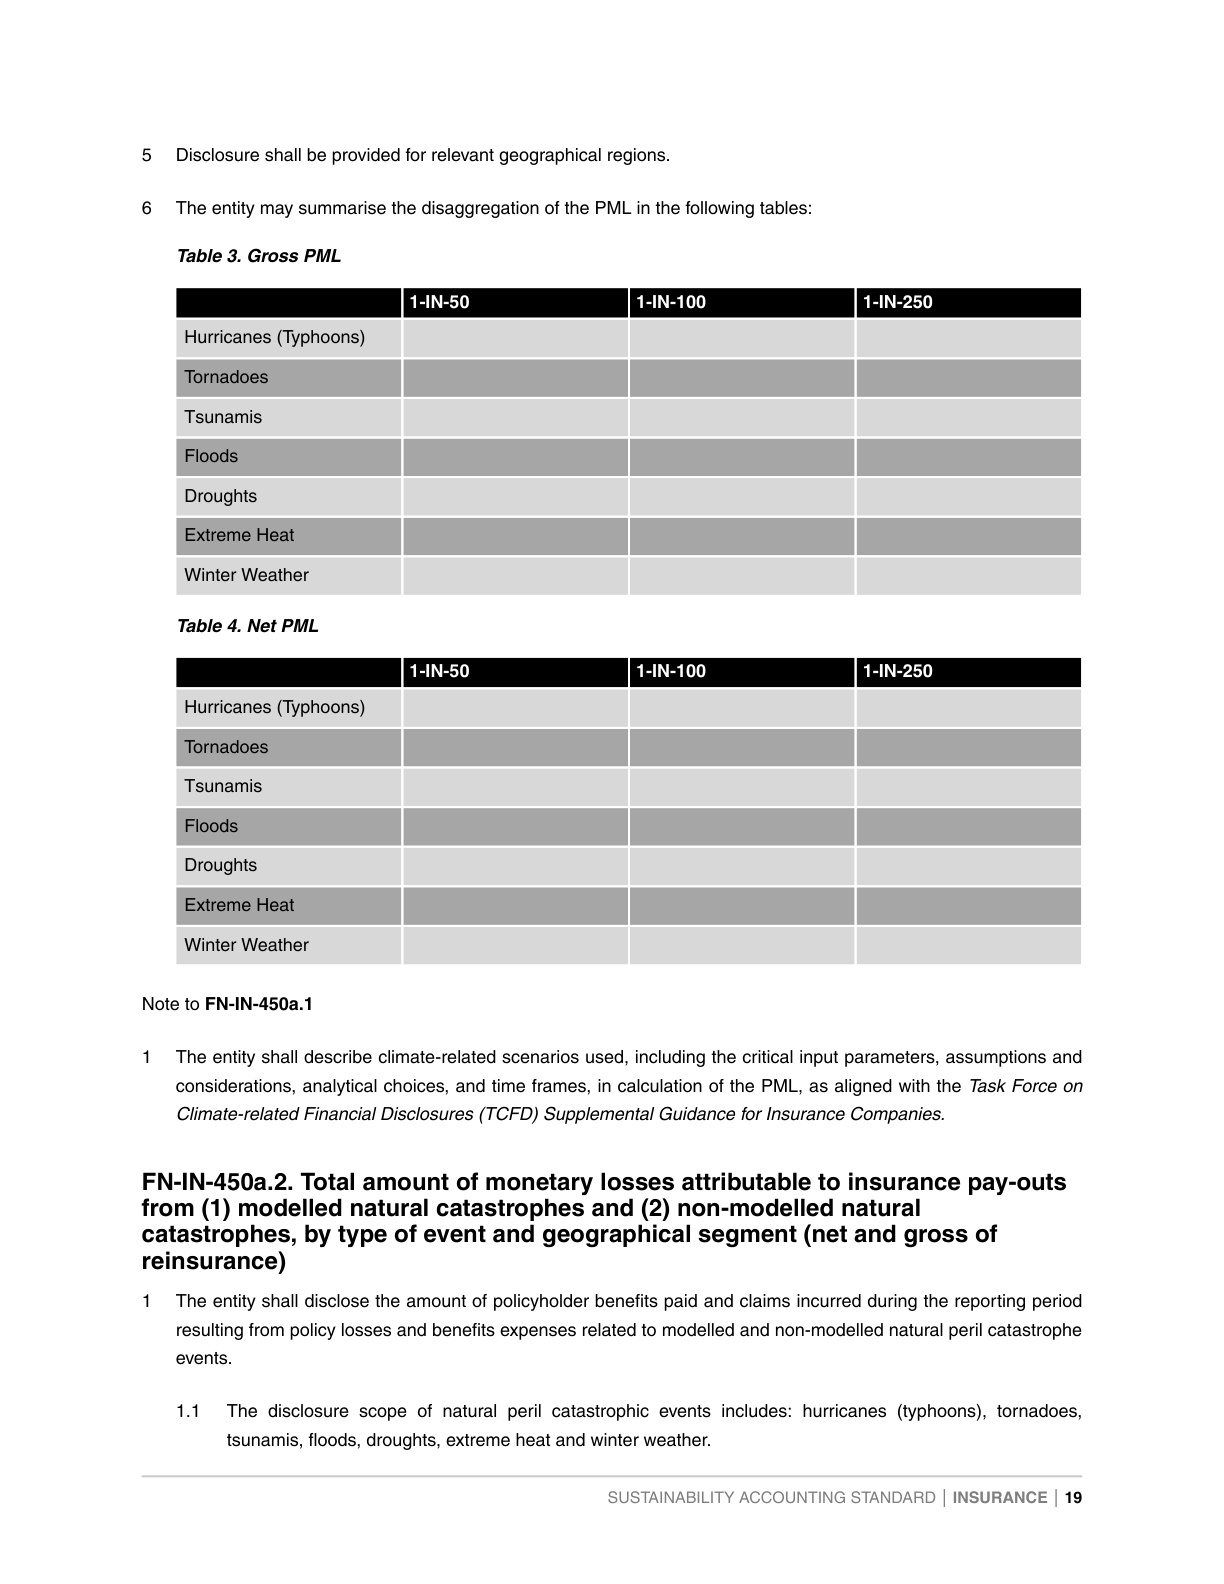 5 Disclosure shall be provided for relevant geographical regions.
6 The entity may summarise the disaggregation of the PML in the following tables:
Table 3. Gross PML
1-IN-50 1-IN-100 1-IN-250
Hurricanes (Typhoons)
Tornadoes
Tsunamis
Floods
Droughts
Extreme Heat
Winter Weather
Table 4. Net PML
1-IN-50 1-IN-100 1-IN-250
Hurricanes (Typhoons)
Tornadoes
Tsunamis
Floods
Droughts
Extreme Heat
Winter Weather
Note to FN-IN-450a.1
1 The entity shall describe climate-related scenarios used, including the critical input parameters, assumptions and
considerations, analytical choices, and time frames, in calculation of the PML, as aligned with the Task Force on
Climate-related Financial Disclosures (TCFD) Supplemental Guidance for Insurance Companies.
FN-IN-450a.2. Total amount of monetary losses attributable to insurance pay-outs
from (1) modelled natural catastrophes and (2) non-modelled natural
catastrophes, by type of event and geographical segment (net and gross of
reinsurance)
1 The entity shall disclose the amount of policyholder benefits paid and claims incurred during the reporting period
resulting from policy losses and benefits expenses related to modelled and non-modelled natural peril catastrophe
events.
1.1 The disclosure scope of natural peril catastrophic events includes: hurricanes (typhoons), tornadoes,
tsunamis, floods, droughts, extreme heat and winter weather.
SUSTAINABILITY ACCOUNTING STANDARD | INSURANCE | 19